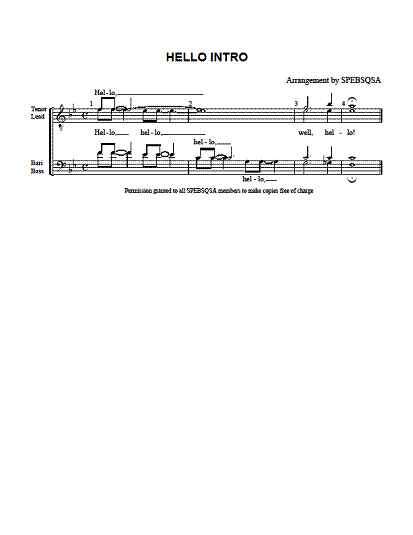 HELLO INTRO
Arrangement by SPEBSQSA
Hel - lo,
1 2 3 4
Tenor
Lead
Hel - lo, hel - lo, well, hel - lo!
hel - lo,
Bari
Bass
hel - lo,
Permission granted to all SPEBSQSA members to make copies free of charge